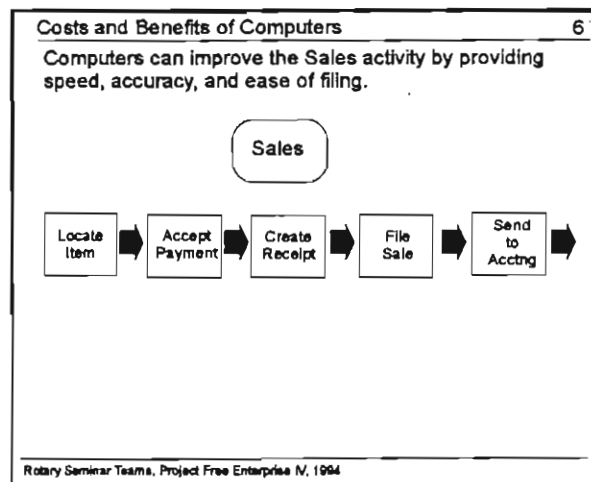 Costs and Benefits of Computers 6
Computers can improve the Sales activity by providing
speed, accuracy, and ease of filing.
Sales
Locate
Item
Accept
Payment
Create
Receipt
File
Sale
Send
to
Acctng
Rotary Seminar Teams, Project Free Enterprise IV, 1994